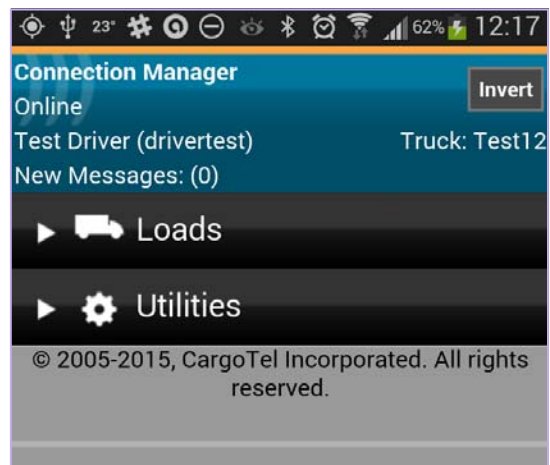 23° 62% 12:17
Connection Manager
Invert
Online
Test Driver (drivertest) Truck: Test12
New Messages: (0)
Loads
Utilities
© 2005-2015, CargoTel Incorporated. All rights
reserved.